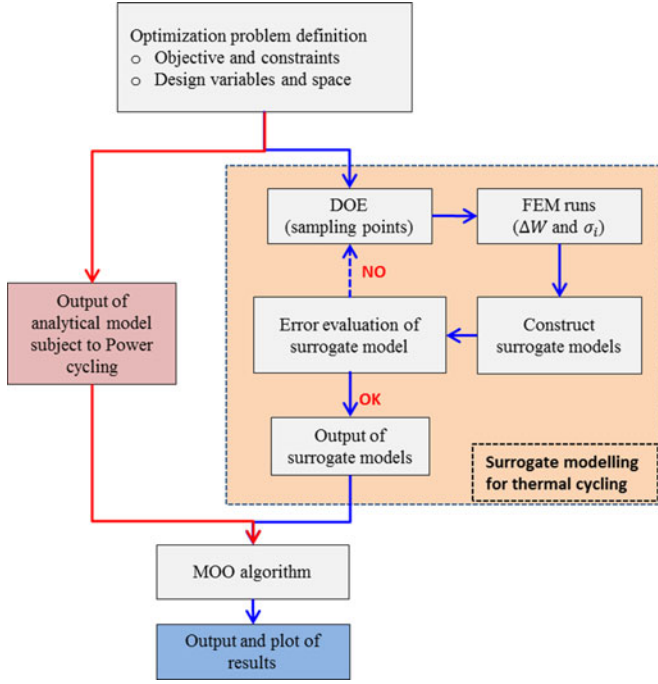 Optimization problem definition
o Objective and constraints
o Design variables and space
DOE
(sampling points)
FEM runs
(ΔW and σᵢ)
NO
Output of
analytical model
subject to Power
cycling
Error evaluation of
surrogate model
Construct
surrogate models
OK
Output of
surrogate models
Surrogate modelling
for thermal cycling
MOO algorithm
Output and plot of
results